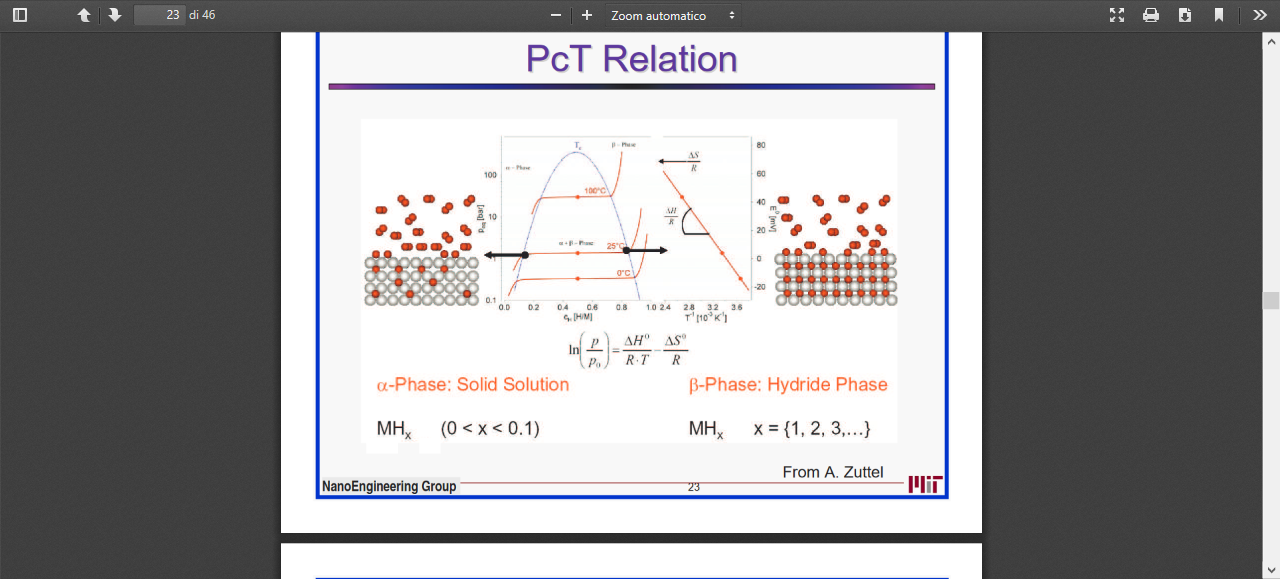 23 di 46
Zoom automatico
PcT Relation
Tc
α - Phase
β - Phase
100°C
α + β - Phase
25°C
0°C
100
10
0.1
peq [bar]
0.0 0.2 0.4 0.6 0.8 1.0
cH [H/M]
ΔS
R
ΔH
R
2.4 2.8 3.2 3.6
T-1 [10-3 K-1]
80
60
40
20
0
-20
E0 [mV]
ln(p/p0) = ΔH0/R·T - ΔS0/R
α-Phase: Solid Solution
β-Phase: Hydride Phase
MHx (0 < x < 0.1)
MHx x = {1, 2, 3,...}
From A. Zuttel
NanoEngineering Group
23
MIT